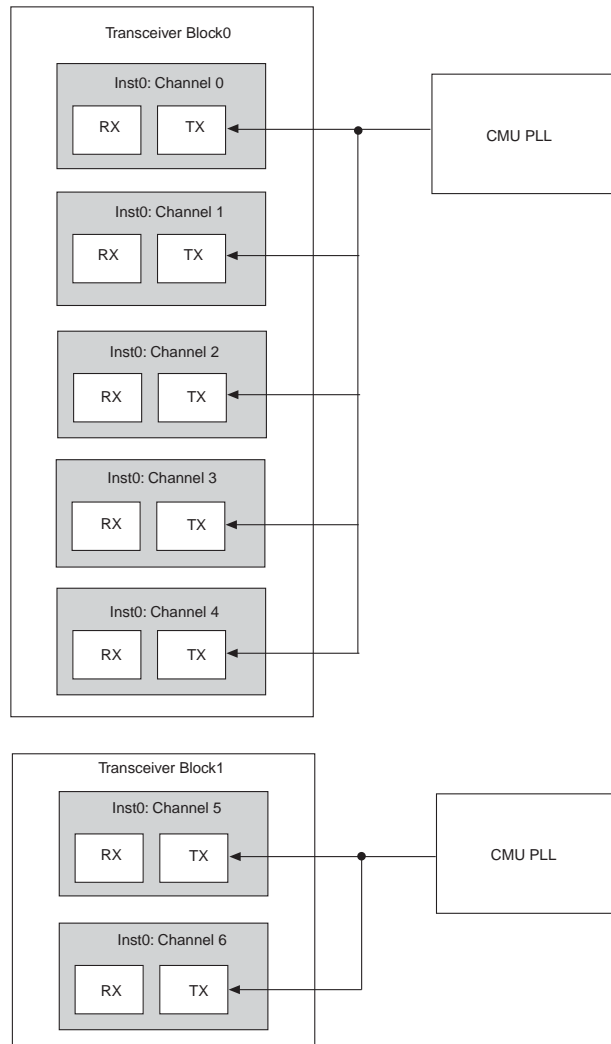 Transceiver Block0
Inst0: Channel 0
RX
TX
CMU PLL
Inst0: Channel 1
RX
TX
Inst0: Channel 2
RX
TX
Inst0: Channel 3
RX
TX
Inst0: Channel 4
RX
TX
Transceiver Block1
Inst0: Channel 5
RX
TX
CMU PLL
Inst0: Channel 6
RX
TX